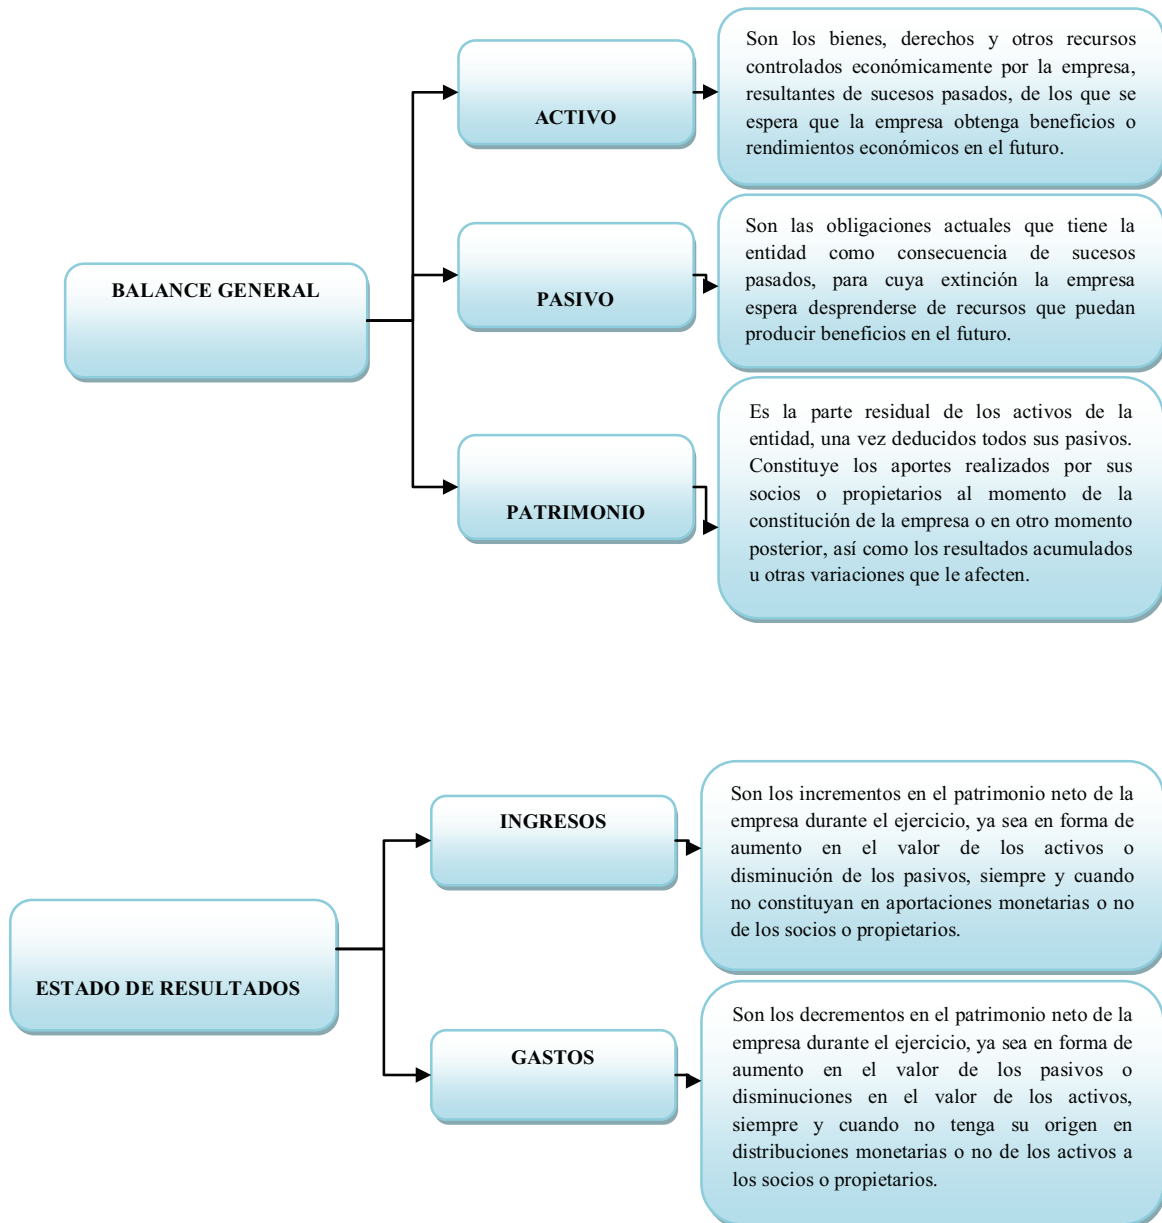 BALANCE GENERAL
ACTIVO
Son los bienes, derechos y otros recursos
controlados económicamente por la empresa,
resultantes de sucesos pasados, de los que se
espera que la empresa obtenga beneficios o
rendimientos económicos en el futuro.
PASIVO
Son las obligaciones actuales que tiene la
entidad como consecuencia de sucesos
pasados, para cuya extinción la empresa
espera desprenderse de recursos que puedan
producir beneficios en el futuro.
PATRIMONIO
Es la parte residual de los activos de la
entidad, una vez deducidos todos sus pasivos.
Constituye los aportes realizados por sus
socios o propietarios al momento de la
constitución de la empresa o en otro momento
posterior, así como los resultados acumulados
u otras variaciones que le afecten.
ESTADO DE RESULTADOS
INGRESOS
Son los incrementos en el patrimonio neto de la
empresa durante el ejercicio, ya sea en forma de
aumento en el valor de los activos o
disminución de los pasivos, siempre y cuando
no constituyan en aportaciones monetarias o no
de los socios o propietarios.
GASTOS
Son los decrementos en el patrimonio neto de la
empresa durante el ejercicio, ya sea en forma de
aumento en el valor de los pasivos o
disminuciones en el valor de los activos,
siempre y cuando no tenga su origen en
distribuciones monetarias o no de los activos a
los socios o propietarios.